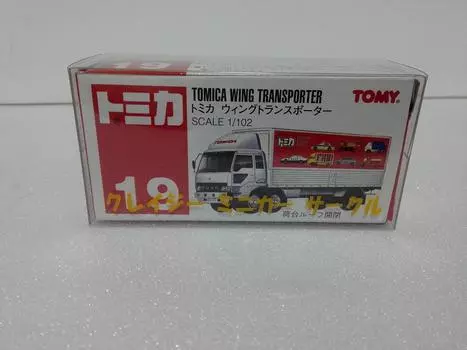 19
トミカ
TOMICA WING TRANSPORTER
トミカ ウィングトランスポーター
SCALE 1/102
TOMY
19
クレイジー ミニカー サークル
荷台ルーフ開閉